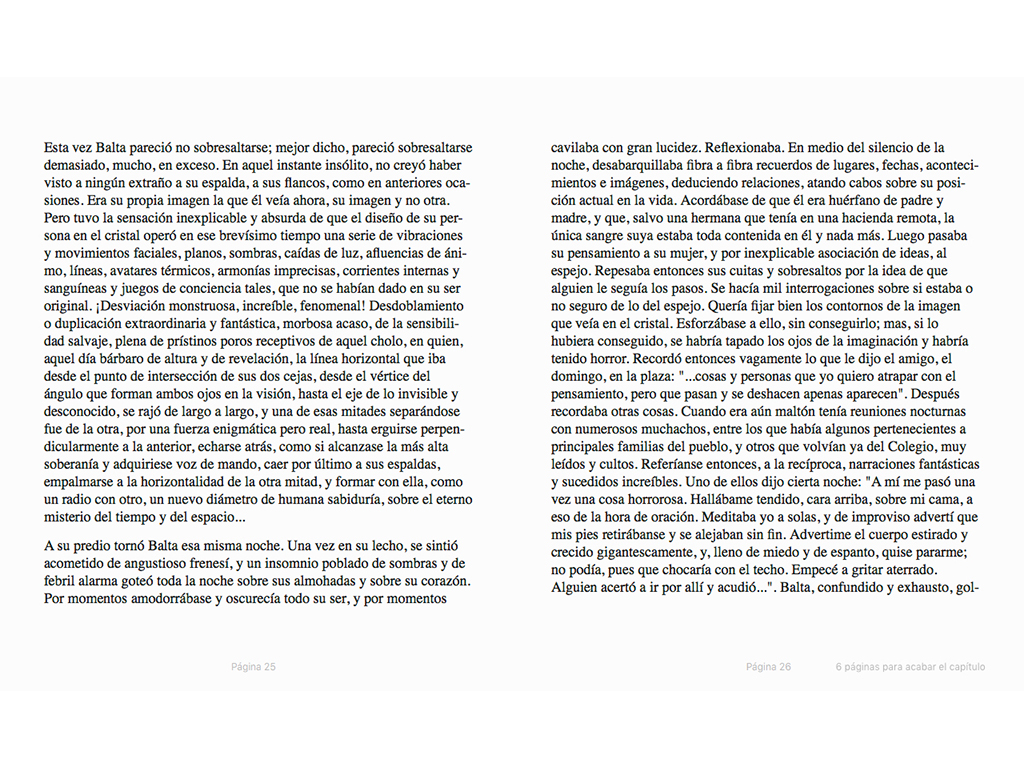 Esta vez Balta pareció no sobresaltarse; mejor dicho, pareció sobresaltarse
demasiado, mucho, en exceso. En aquel instante insólito, no creyó haber
visto a ningún extraño a su espalda, a sus flancos, como en anteriores oca-
siones. Era su propia imagen la que él veía ahora, su imagen y no otra.
Pero tuvo la sensación inexplicable y absurda de que el diseño de su per-
sona en el cristal operó en ese brevísimo tiempo una serie de vibraciones
y movimientos faciales, planos, sombras, caídas de luz, afluencias de áni-
mo, líneas, avatares térmicos, armonías imprecisas, corrientes internas y
sanguíneas y juegos de conciencia tales, que no se habían dado en su ser
original. ¡Desviación monstruosa, increíble, fenomenal! Desdoblamiento
o duplicación extraordinaria y fantástica, morbosa acaso, de la sensibili-
dad salvaje, plena de prístinos poros receptivos de aquel cholo, en quien,
aquel día bárbaro de altura y de revelación, la línea horizontal que iba
desde el punto de intersección de sus dos cejas, desde el vértice del
ángulo que forman ambos ojos en la visión, hasta el eje de lo invisible y
desconocido, se rajó de largo a largo, y una de esas mitades separándose
fue de la otra, por una fuerza enigmática pero real, hasta erguirse perpen-
dicularmente a la anterior, echarse atrás, como si alcanzase la más alta
soberanía y adquiriese voz de mando, caer por último a sus espaldas,
empalmarse a la horizontalidad de la otra mitad, y formar con ella, como
un radio con otro, un nuevo diámetro de humana sabiduría, sobre el eterno
misterio del tiempo y del espacio...
A su predio tornó Balta esa misma noche. Una vez en su lecho, se sintió
acometido de angustioso frenesí, y un insomnio poblado de sombras y de
febril alarma goteó toda la noche sobre sus almohadas y sobre su corazón.
Por momentos amodorrábase y oscurecía todo su ser, y por momentos
Página 25
cavilaba con gran lucidez. Reflexionaba. En medio del silencio de la
noche, desabarquillaba fibra a fibra recuerdos de lugares, fechas, aconteci-
mientos e imágenes, deduciendo relaciones, atando cabos sobre su posi-
ción actual en la vida. Acordábase de que él era huérfano de padre y
madre, y que, salvo una hermana que tenía en una hacienda remota, la
única sangre suya estaba toda contenida en él y nada más. Luego pasaba
su pensamiento a su mujer, y por inexplicable asociación de ideas, al
espejo. Repesaba entonces sus cuitas y sobresaltos por la idea de que
alguien le seguía los pasos. Se hacía mil interrogaciones sobre si estaba o
no seguro de lo del espejo. Quería fijar bien los contornos de la imagen
que veía en el cristal. Esforzábase a ello, sin conseguirlo; mas, si lo
hubiera conseguido, se habría tapado los ojos de la imaginación y habría
tenido horror. Recordó entonces vagamente lo que le dijo el amigo, el
domingo, en la plaza: "...cosas y personas que yo quiero atrapar con el
pensamiento, pero que pasan y se deshacen apenas aparecen". Después
recordaba otras cosas. Cuando era aún maltón tenía reuniones nocturnas
con numerosos muchachos, entre los que había algunos pertenecientes a
principales familias del pueblo, y otros que volvían ya del Colegio, muy
leídos y cultos. Referíanse entonces, a la recíproca, narraciones fantásticas
y sucedidos increíbles. Uno de ellos dijo cierta noche: "A mí me pasó una
vez una cosa horrorosa. Hallábame tendido, cara arriba, sobre mi cama, a
eso de la hora de oración. Meditaba yo a solas, y de improviso advertí que
mis pies retirábanse y se alejaban sin fin. Advertime el cuerpo estirado y
crecido gigantescamente, y, lleno de miedo y de espanto, quise pararme;
no podía, pues que chocaría con el techo. Empecé a gritar aterrado.
Alguien acertó a ir por allí y acudió...". Balta, confundido y exhausto, gol-
Página 26
6 páginas para acabar el capítulo